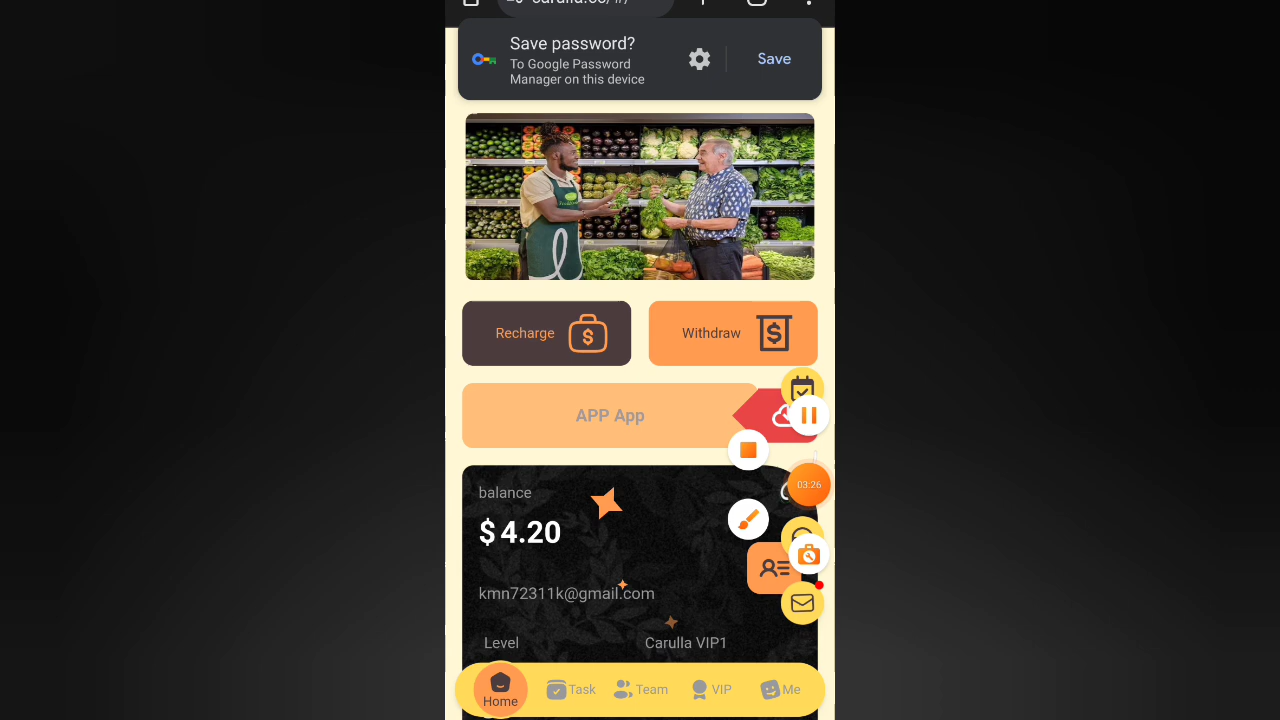 Save password?
To Google Password
Manager on this device
Save
Recharge
Withdraw
APP App
balance
$ 4.20
03:26
kmn72311k@gmail.com
Level
Carulla VIP1
Home
Task
Team
VIP
Me